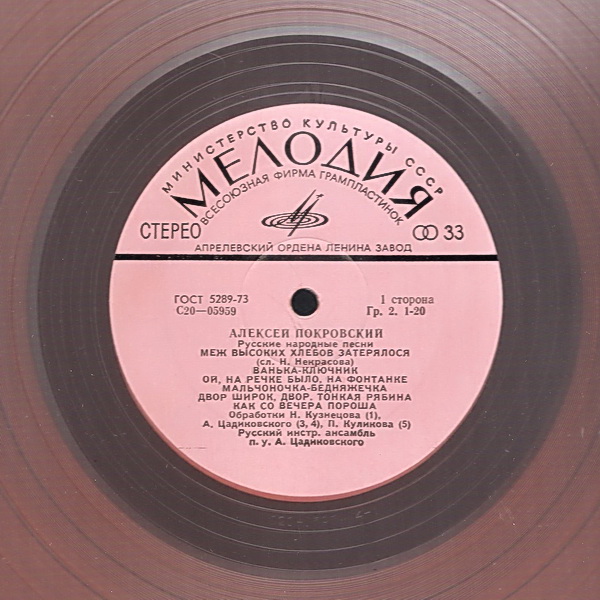 МИНИСТЕРСТВО КУЛЬТУРЫ СССР
МЕЛОДИЯ
ВСЕСОЮЗНАЯ ФИРМА ГРАМПЛАСТИНОК
СТЕРЕО
33
АПРЕЛЕВСКИЙ ОРДЕНА ЛЕНИНА ЗАВОД
ГОСТ 5289-73
С20—05959
1 сторона
Гр. 2. 1-20
АЛЕКСЕЙ ПОКРОВСКИЙ
Русские народные песни
МЕЖ ВЫСОКИХ ХЛЕБОВ ЗАТЕРЯЛОСЯ
(сл. Н. Некрасова)
ВАНЬКА-КЛЮЧНИК
ОЙ, НА РЕЧКЕ БЫЛО, НА ФОНТАНКЕ
МАЛЬЧОНОЧКА-БЕДНЯЖЕЧКА
ДВОР ШИРОК, ДВОР. ТОНКАЯ РЯБИНА
КАК СО ВЕЧЕРА ПОРОША
Обработки Н. Кузнецова (1),
А. Цадиковского (3, 4), П. Куликова (5)
Русский инстр. ансамбль
п. у. А. Цадиковского